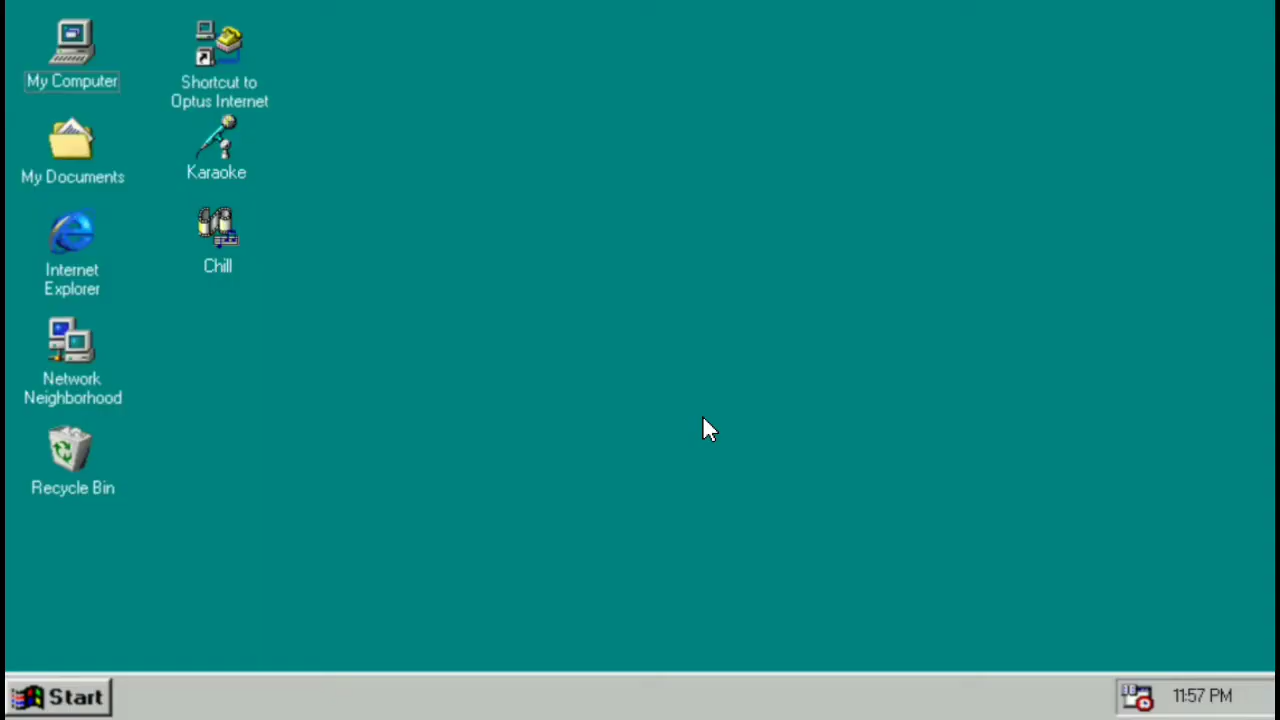 My Computer
Shortcut to
Optus Internet
My Documents
Karaoke
Internet
Explorer
Chill
Network
Neighborhood
Recycle Bin
Start
11:57 PM